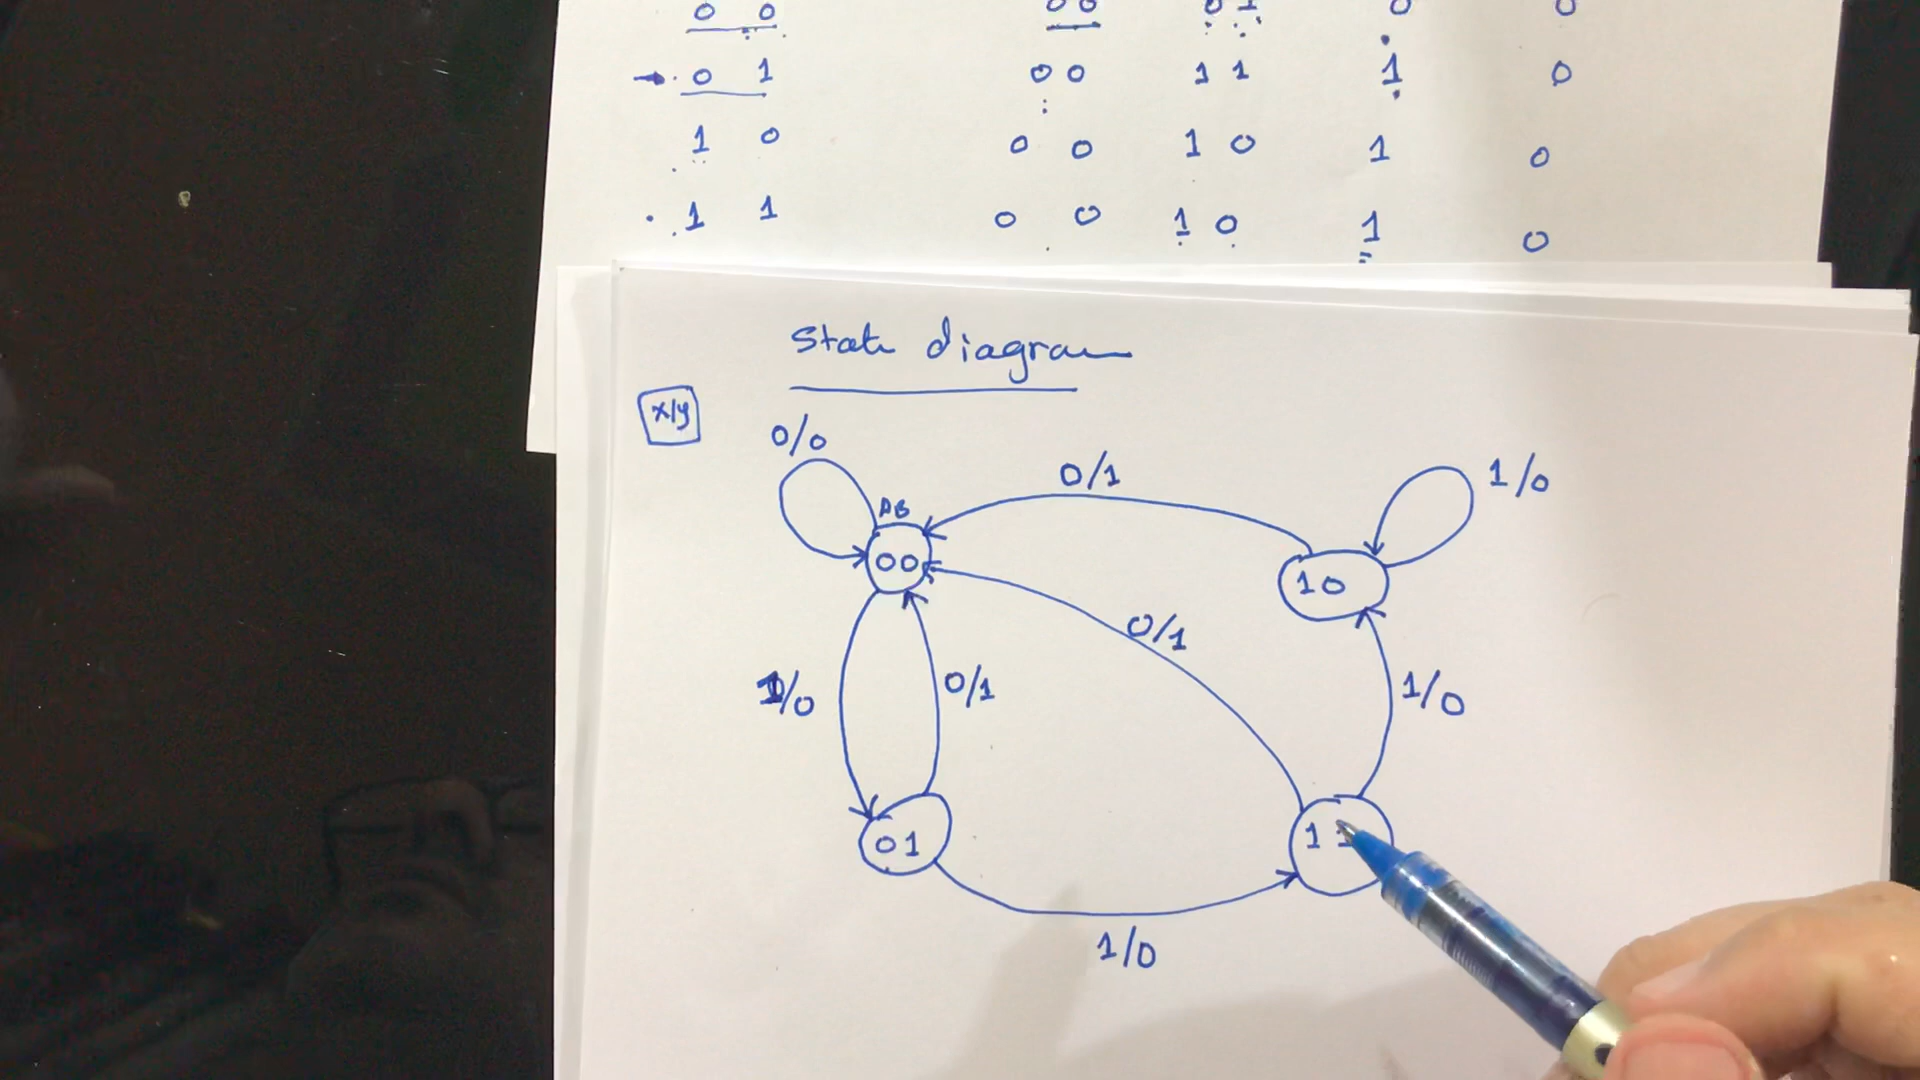 0 0 0 0 0 1 0 0
0 1 0 0 1 1 1 0
1 0 0 0 1 0 1 0
1 1 0 0 1 0 1 0
State diagram
x/y
0/0
0/1
1/0
AB
00
10
0/1
1/0
0/1
1/0
01
11
1/0